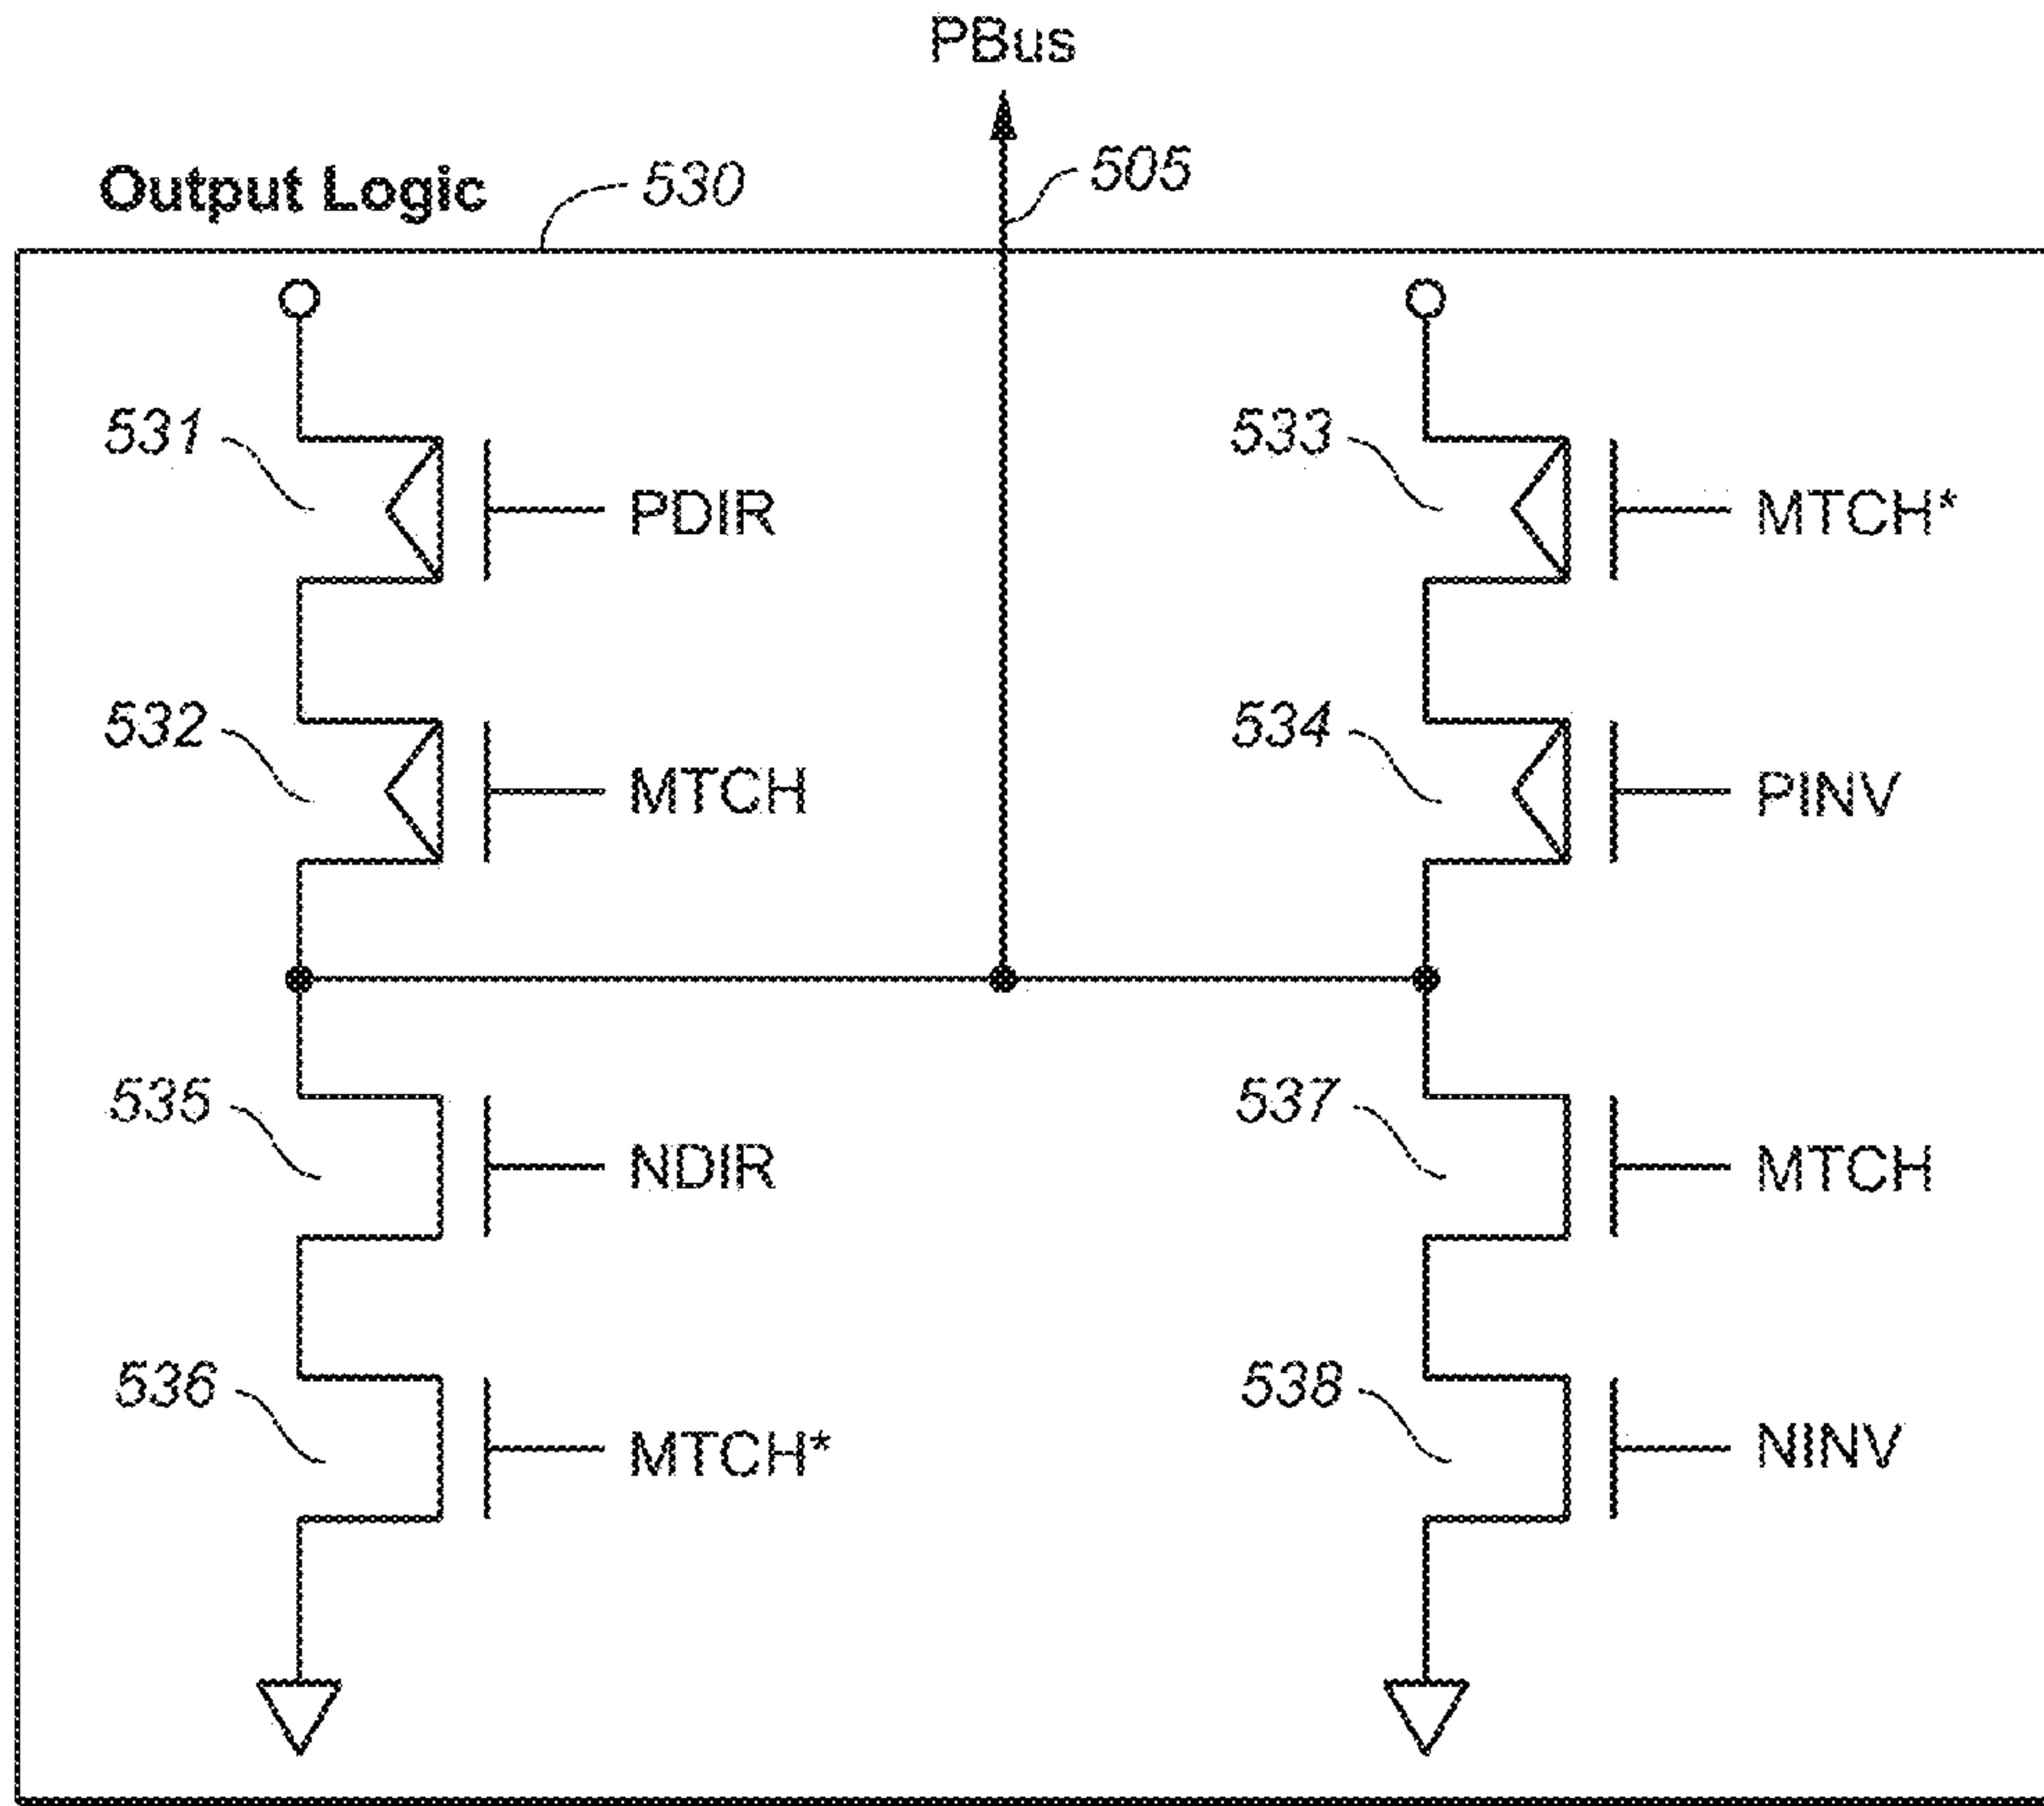 PBus
505
Output Logic
530
531
PDIR
533
MTCH*
532
MTCH
534
PINV
535
NDIR
537
MTCH
536
MTCH*
538
NINV